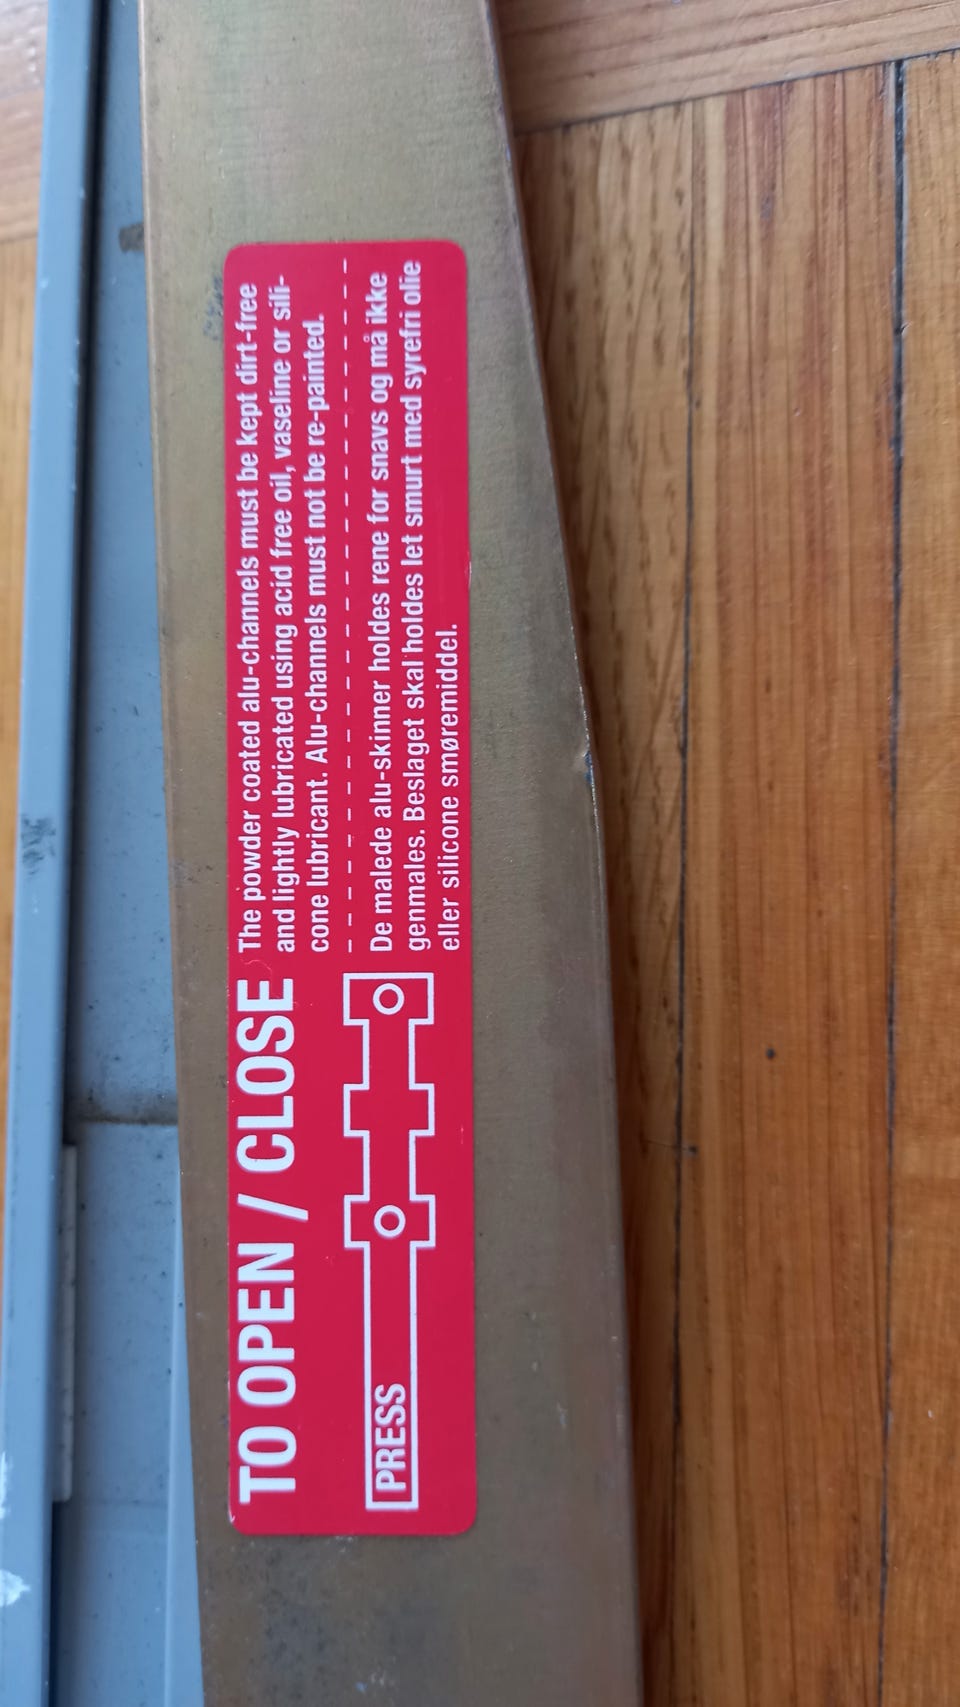 TO OPEN / CLOSE
PRESS
The powder coated alu-channels must be kept dirt-free
and lightly lubricated using acid free oil, vaseline or sili-
cone lubricant. Alu-channels must not be re-painted.
De malede alu-skinner holdes rene for snavs og må ikke
genmales. Beslaget skal holdes let smurt med syrefri olie
eller silicone smøremiddel.